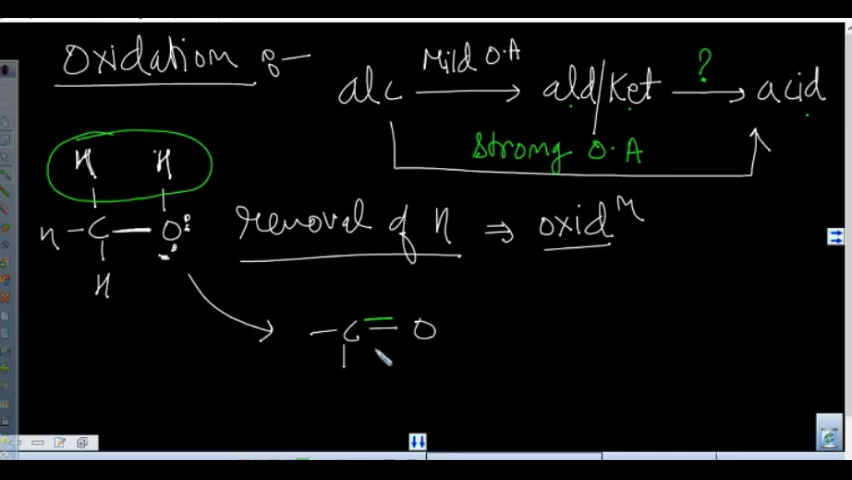 Oxidation :-
alc Mild O.A ald/ket ? acid
Strong O.A
H H
H - C - O
H
removal of H ⇒ oxidⁿ
- C = O